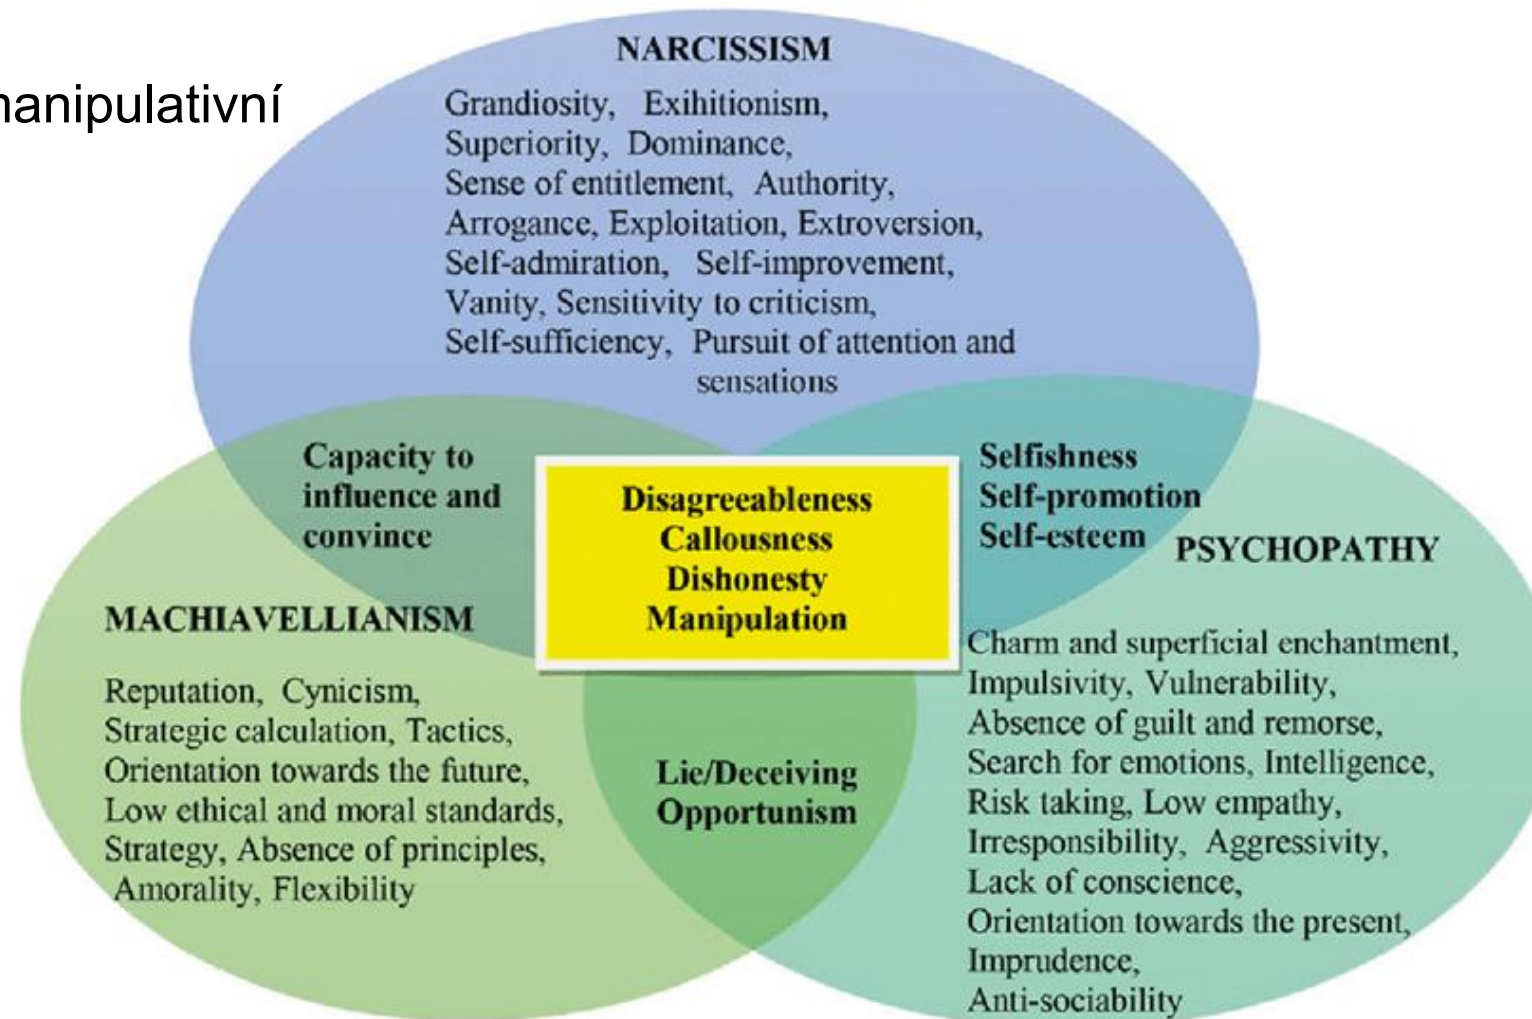 NARCISSISM
manipulativní
Grandiosity, Exihitionism,
Superiority, Dominance,
Sense of entitlement, Authority,
Arrogance, Exploitation, Extroversion,
Self-admiration, Self-improvement,
Vanity, Sensitivity to criticism,
Self-sufficiency, Pursuit of attention and
sensations
Capacity to
influence and
convince
Disagreeableness
Callousness
Dishonesty
Manipulation
Selfishness
Self-promotion
Self-esteem
MACHIAVELLIANISM
Reputation, Cynicism,
Strategic calculation, Tactics,
Orientation towards the future,
Low ethical and moral standards,
Strategy, Absence of principles,
Amorality, Flexibility
Lie/Deceiving
Opportunism
PSYCHOPATHY
Charm and superficial enchantment,
Impulsivity, Vulnerability,
Absence of guilt and remorse,
Search for emotions, Intelligence,
Risk taking, Low empathy,
Irresponsibility, Aggressivity,
Lack of conscience,
Orientation towards the present,
Imprudence,
Anti-sociability